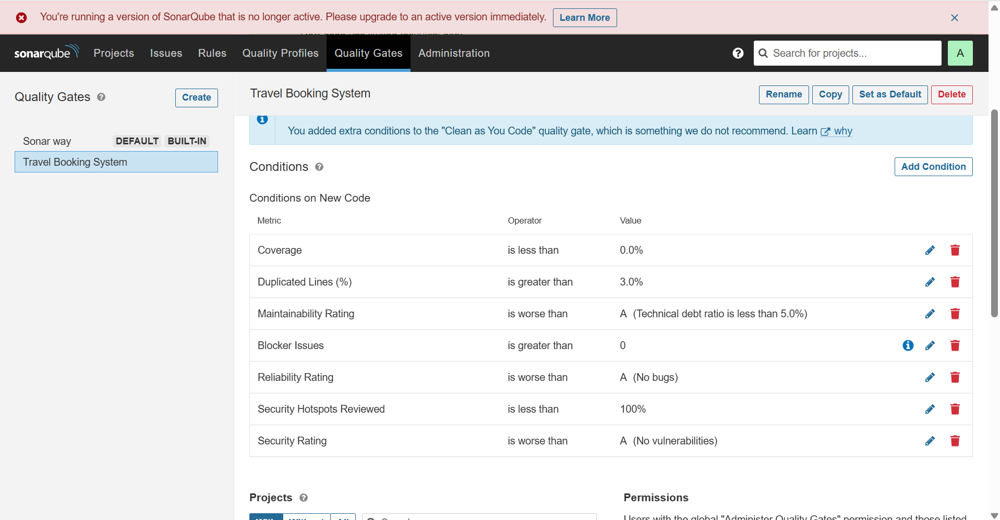 You're running a version of SonarQube that is no longer active. Please upgrade to an active version immediately. Learn More
sonarqube Projects Issues Rules Quality Profiles Quality Gates Administration Search for projects... A
Quality Gates Create
Sonar way DEFAULT BUILT-IN
Travel Booking System
Travel Booking System Rename Copy Set as Default Delete
You added extra conditions to the "Clean as You Code" quality gate, which is something we do not recommend. Learn why
Conditions Add Condition
Conditions on New Code
Metric Operator Value
Coverage is less than 0.0%
Duplicated Lines (%) is greater than 3.0%
Maintainability Rating is worse than A (Technical debt ratio is less than 5.0%)
Blocker Issues is greater than 0
Reliability Rating is worse than A (No bugs)
Security Hotspots Reviewed is less than 100%
Security Rating is worse than A (No vulnerabilities)
Projects
Permissions
Users with the global "Administer Quality Gates" permission and those listed